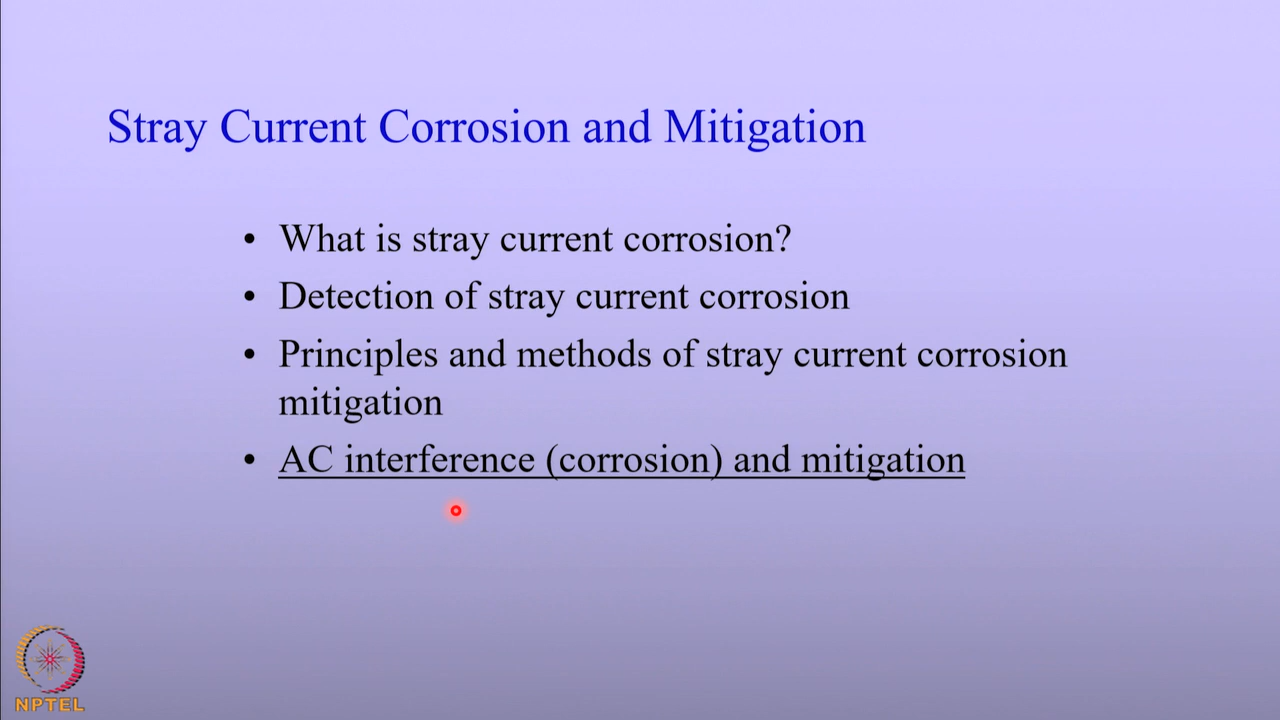 Stray Current Corrosion and Mitigation
• What is stray current corrosion?
• Detection of stray current corrosion
• Principles and methods of stray current corrosion
mitigation
• AC interference (corrosion) and mitigation
NPTEL